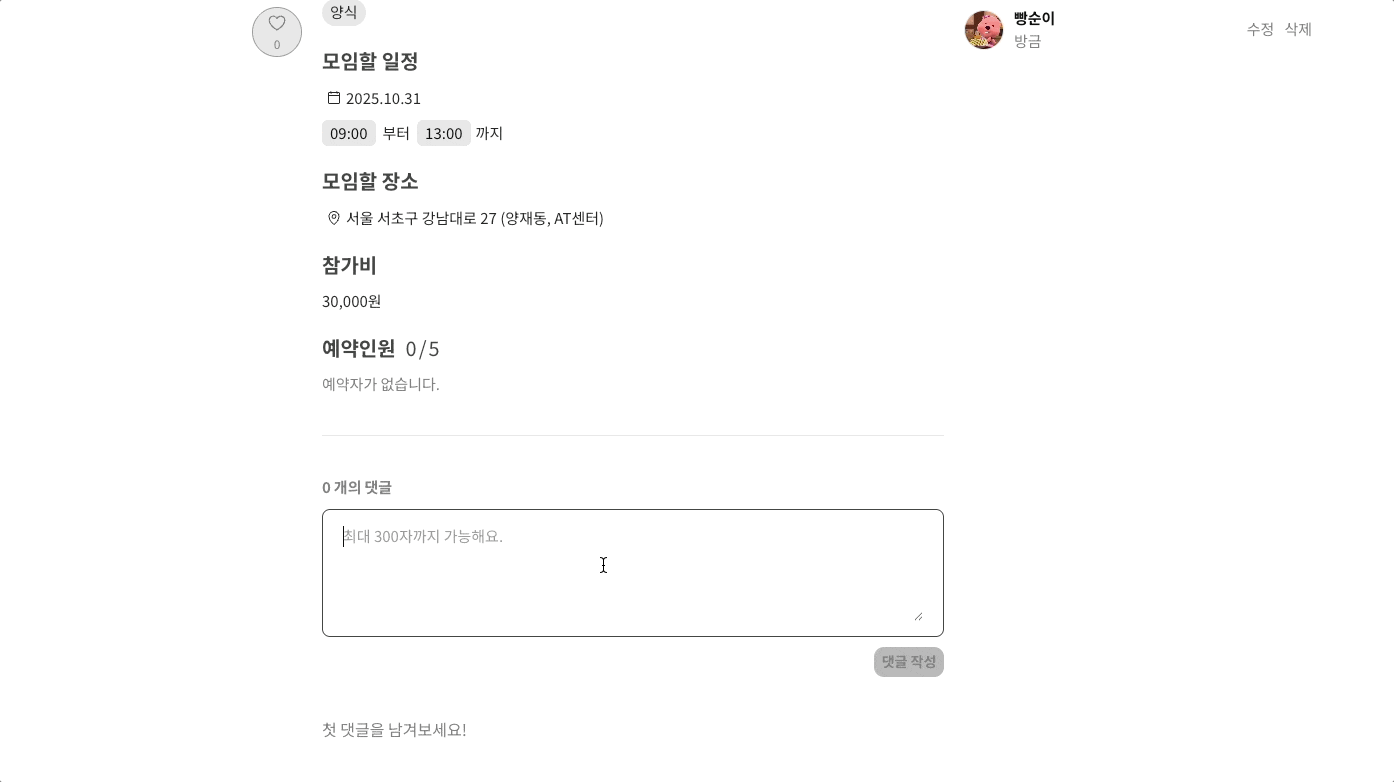 양식
0
모임할 일정
2025.10.31
09:00 부터 13:00 까지
모임할 장소
서울 서초구 강남대로 27 (양재동, AT센터)
참가비
30,000원
예약인원 0/5
예약자가 없습니다.
0 개의 댓글
최대 300자까지 가능해요.
댓글 작성
첫 댓글을 남겨보세요!
빵순이
방금
수정 삭제